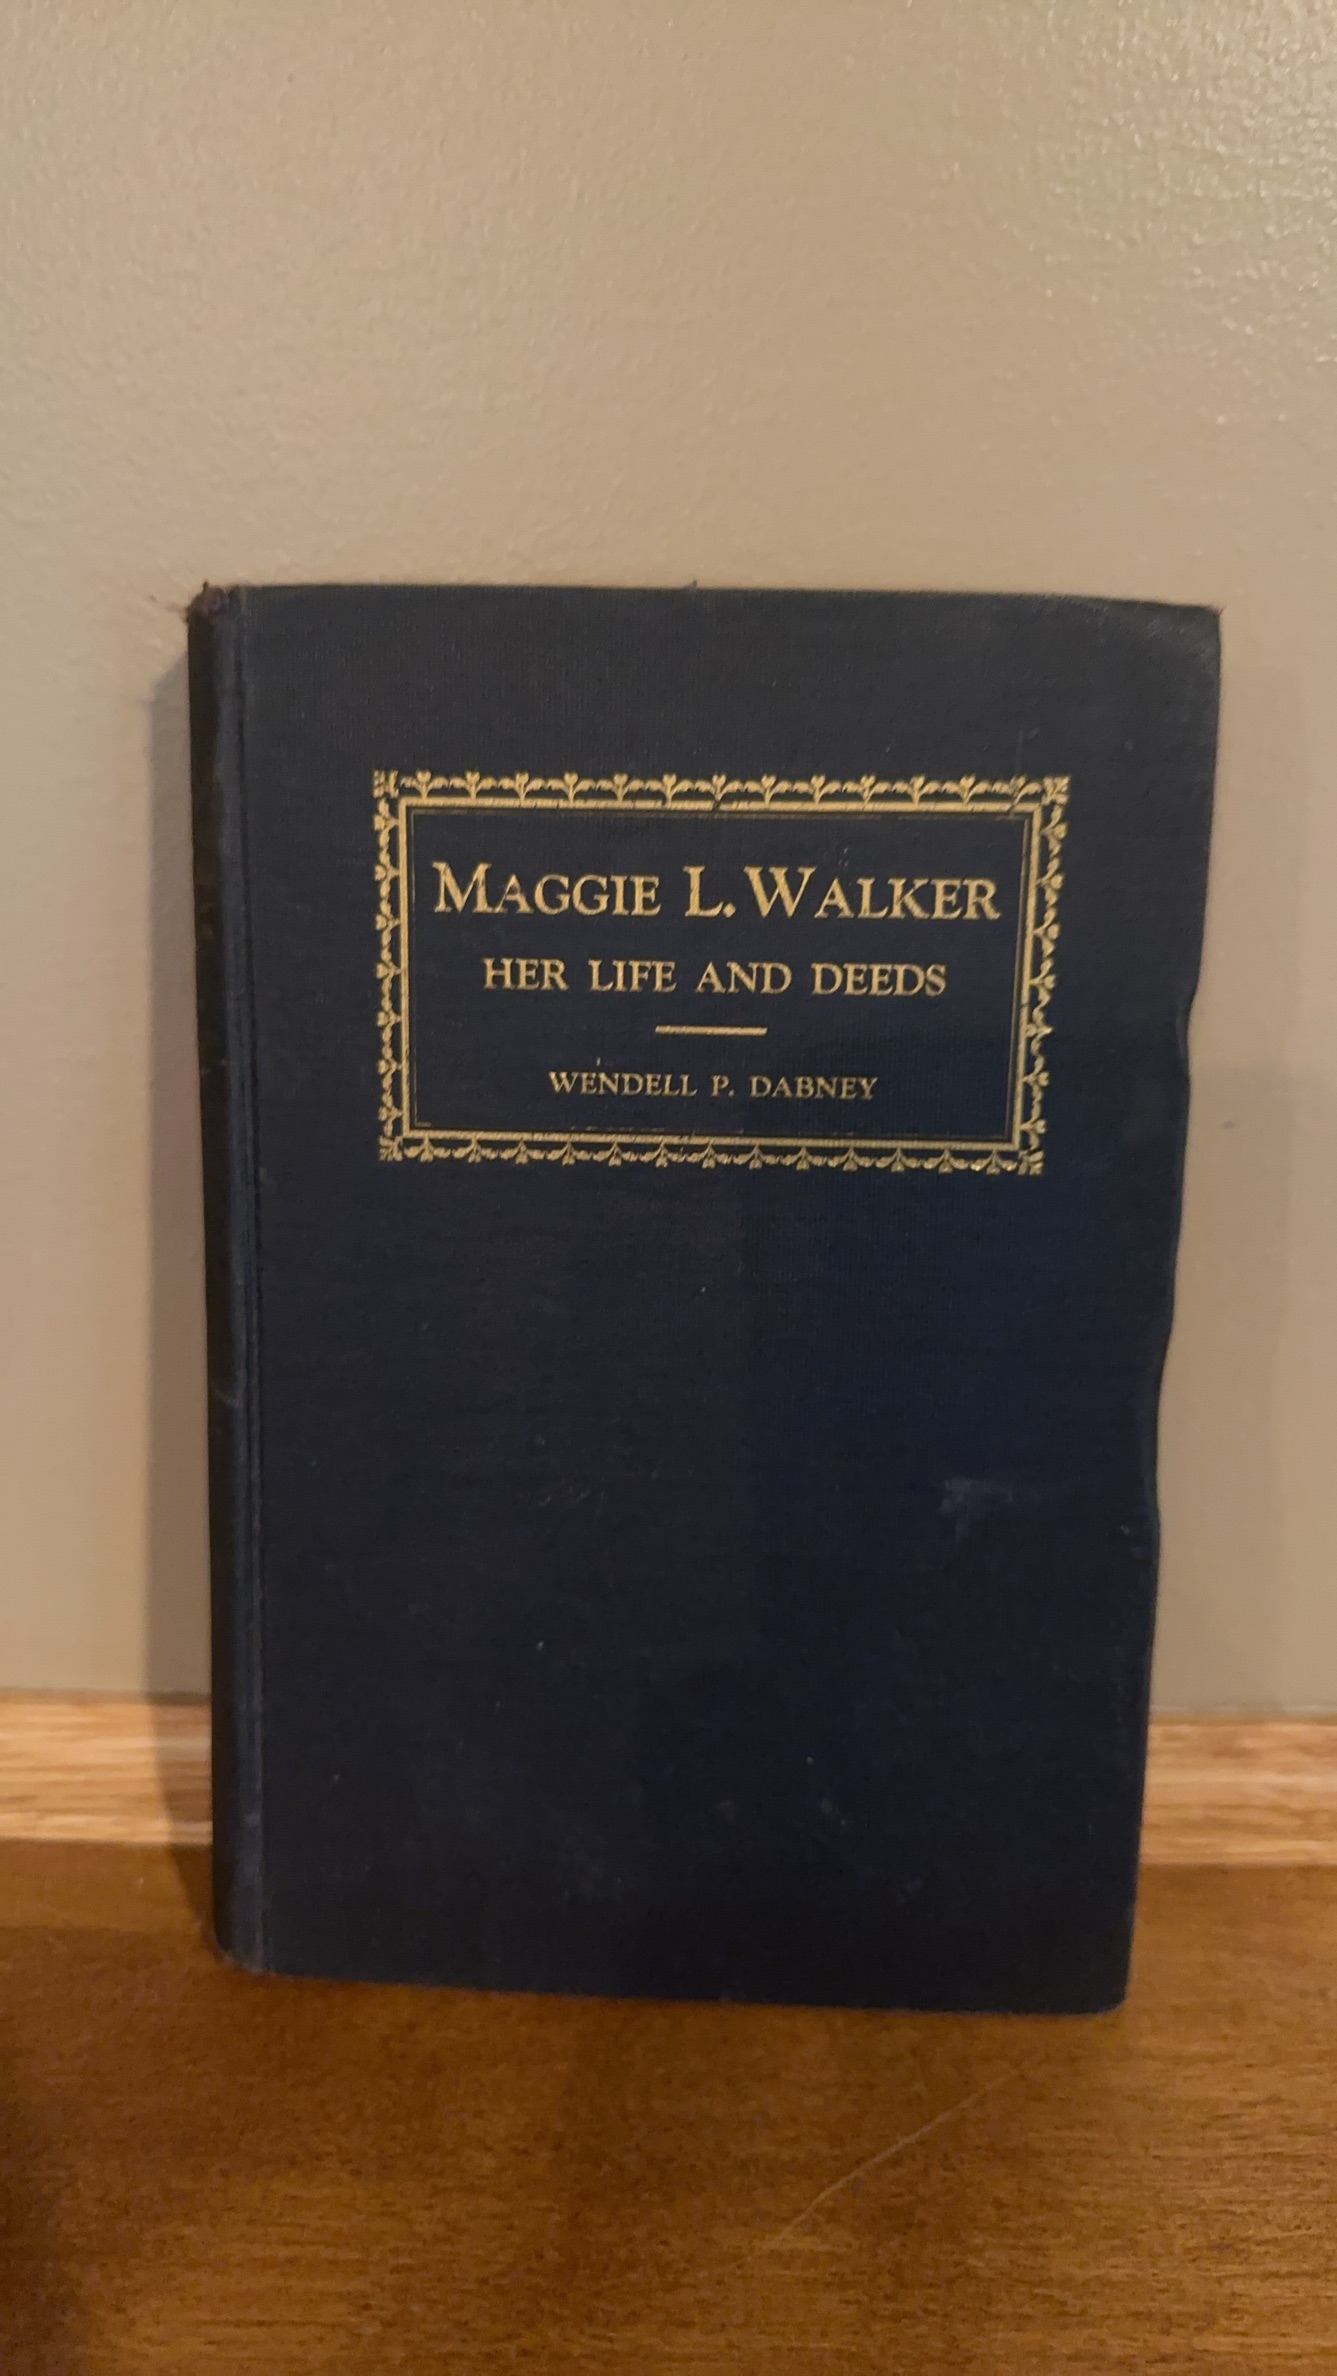 MAGGIE L. WALKER
HER LIFE AND DEEDS
WENDELL P. DABNEY